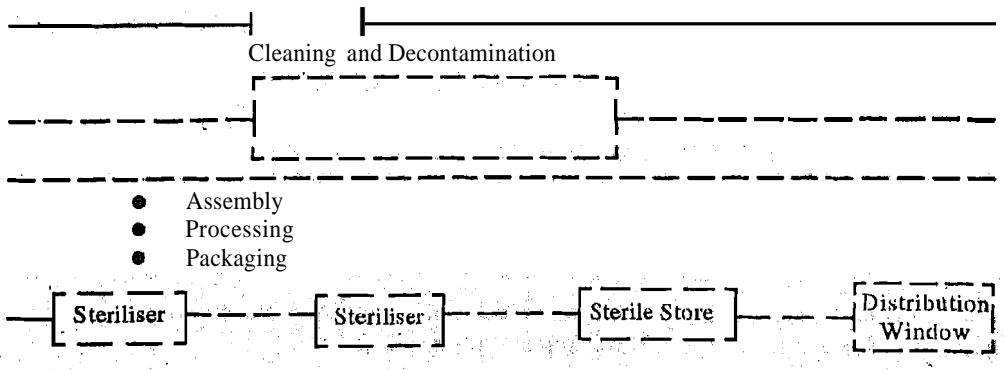 Cleaning and Decontamination
● Assembly
● Processing
● Packaging
Steriliser
Steriliser
Sterile Store
Distribution
Window